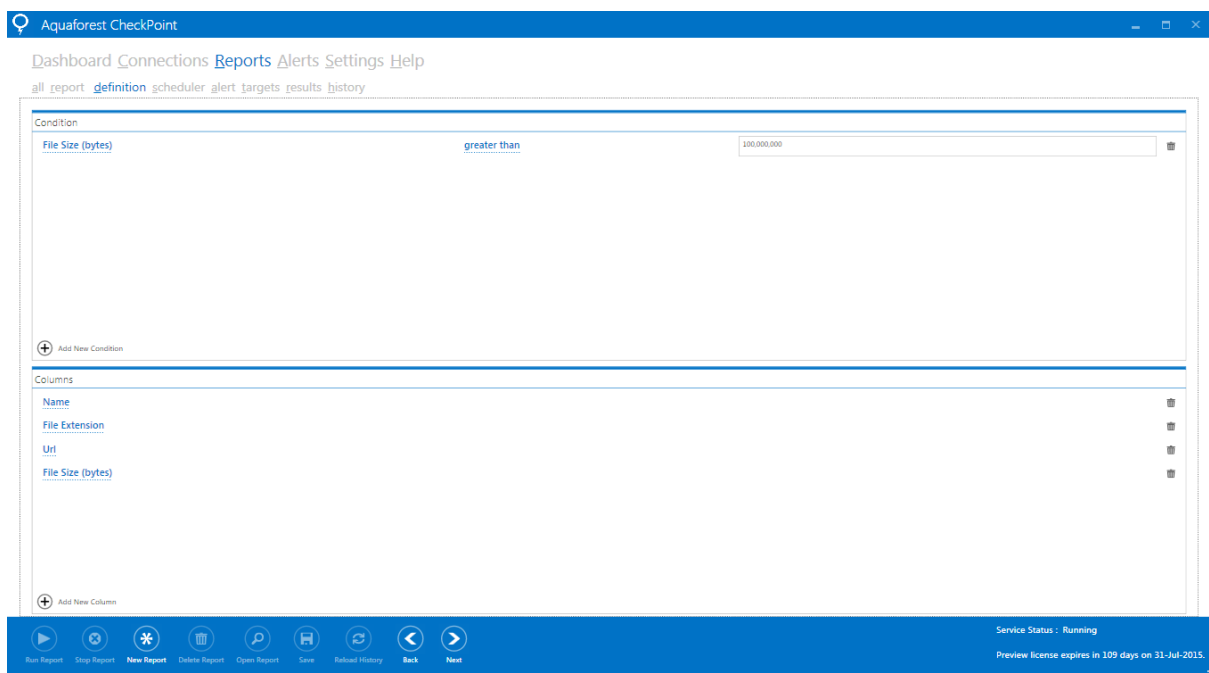 Aquaforest CheckPoint
Dashboard Connections Reports Alerts Settings Help
all report definition scheduler alert targets results history
Condition
File Size (bytes) greater than 100,000,000
Add New Condition
Columns
Name
File Extension
Url
File Size (bytes)
Add New Column
Run Report Stop Report New Report Delete Report Open Report Save Reload History Back Next
Service Status : Running
Preview license expires in 109 days on 31-Jul-2015.